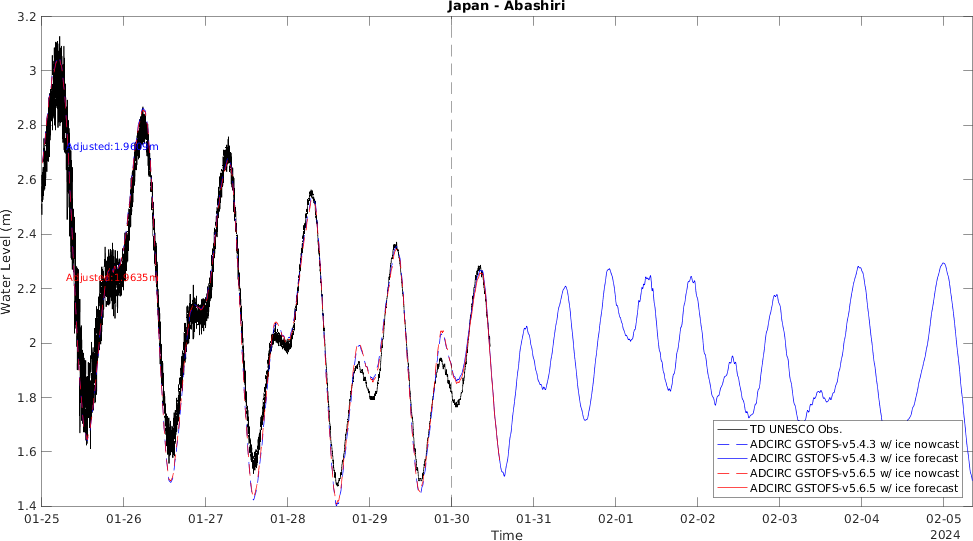 Japan - Abashiri
3.2
3
2.8
2.6
2.4
2.2
2
1.8
1.6
1.4
Water Level (m)
Adjusted:1.9635m
TD UNESCO Obs.
ADCIRC GSTOFS-v5.4.3 w/ ice nowcast
ADCIRC GSTOFS-v5.4.3 w/ ice forecast
ADCIRC GSTOFS-v5.6.5 w/ ice nowcast
ADCIRC GSTOFS-v5.6.5 w/ ice forecast
01-25
01-26
01-27
01-28
01-29
01-30
01-31
02-01
02-02
02-03
02-04
02-05
Time
2024